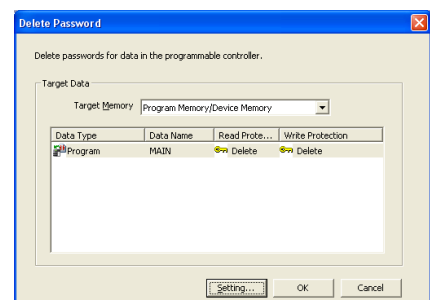 Delete Password
Delete passwords for data in the programmable controller.
Target Data
Target Memory Program Memory/Device Memory
Data Type Data Name Read Prote... Write Protection
Program MAIN Delete Delete
Setting... OK Cancel